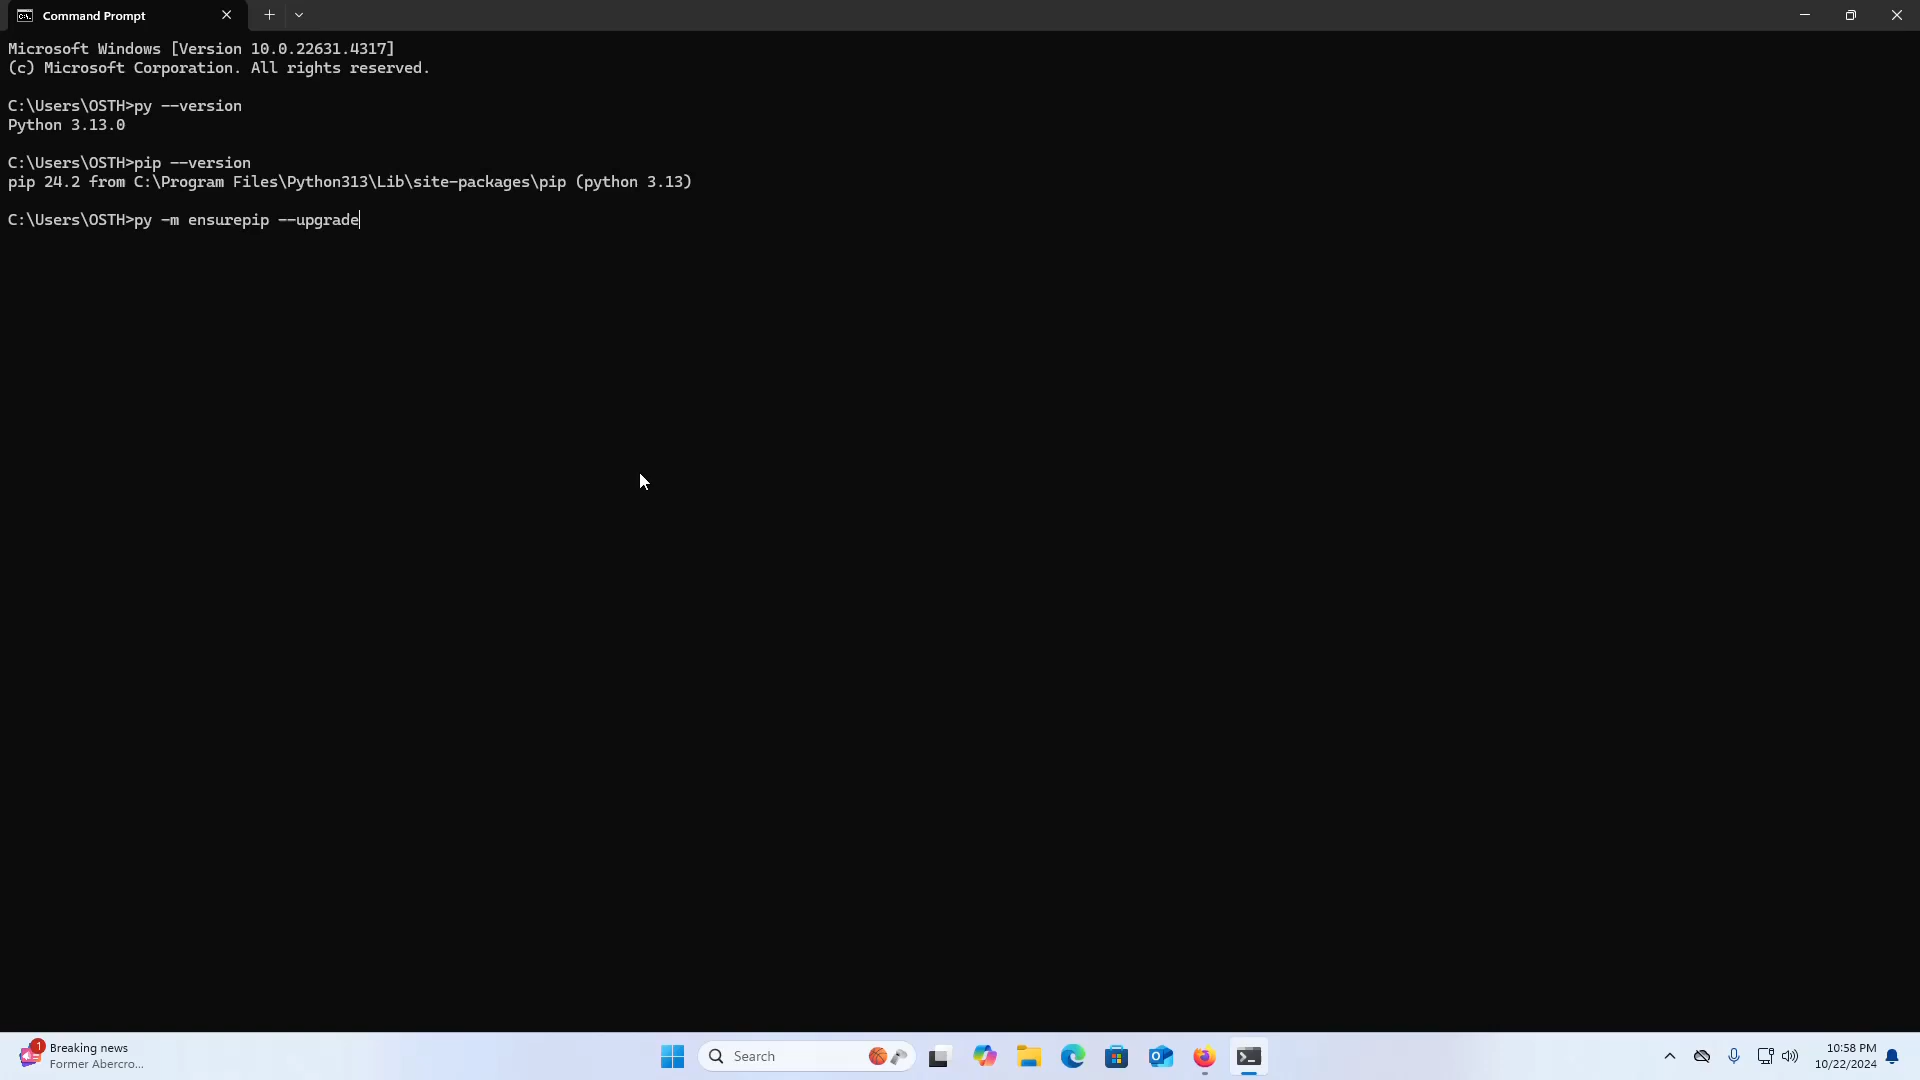 Command Prompt
Microsoft Windows [Version 10.0.22631.4317]
(c) Microsoft Corporation. All rights reserved.
C:\Users\OSTH>py --version
Python 3.13.0
C:\Users\OSTH>pip --version
pip 24.2 from C:\Program Files\Python313\Lib\site-packages\pip (python 3.13)
C:\Users\OSTH>py -m ensurepip --upgrade
1
Breaking news
Former Abercro...
Search
10:58 PM
10/22/2024